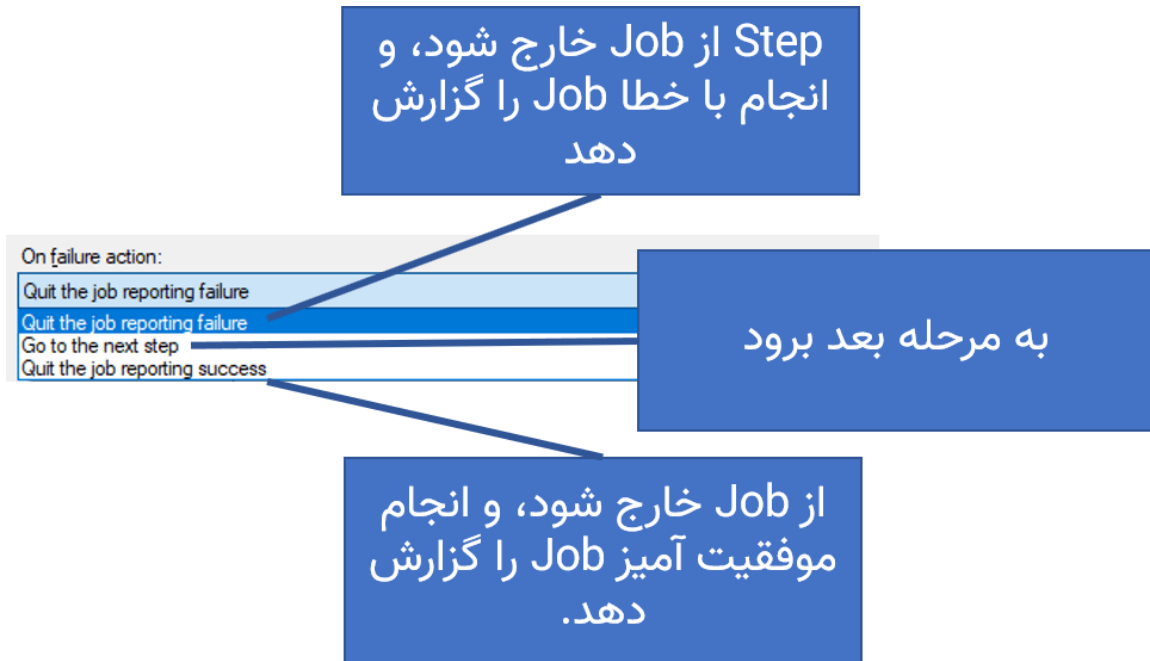 Step از Job خارج شود، و
انجام با خطا Job را گزارش
دهد
On failure action:
Quit the job reporting failure
Quit the job reporting failure
Go to the next step
Quit the job reporting success
به مرحله بعد برود
از Job خارج شود، و انجام
موفقیت آمیز Job را گزارش
دهد.